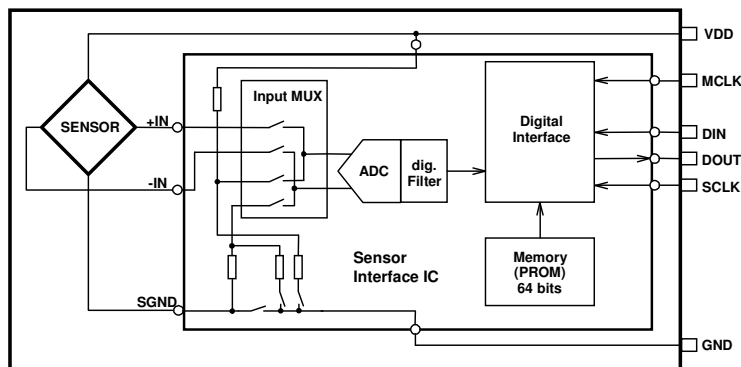 VDD
MCLK
Input MUX
+IN
SENSOR
Digital
Interface
DIN
DOUT
ADC
dig.
Filter
-IN
SCLK
Sensor
Interface IC
Memory
(PROM)
64 bits
SGND
GND